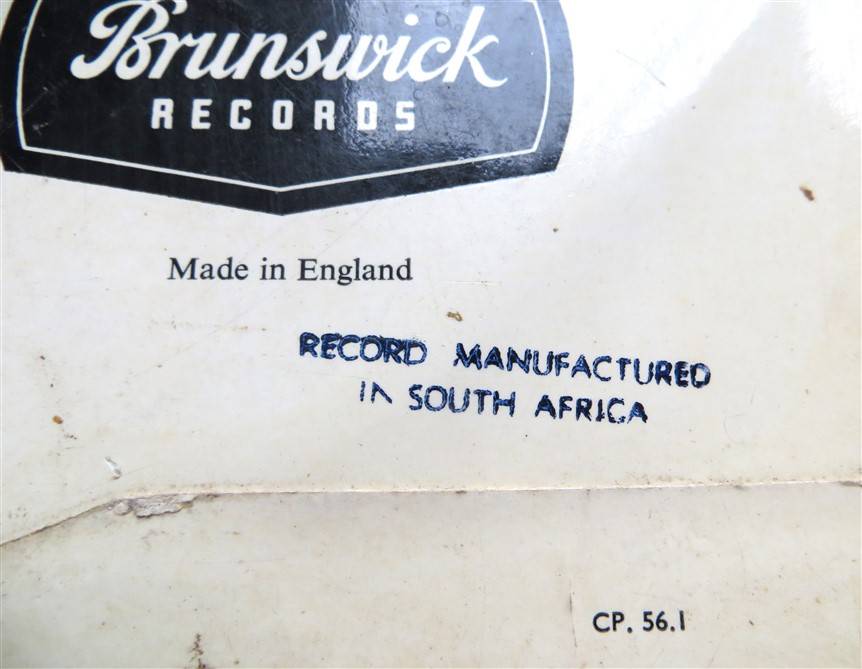 Brunswick
RECORDS
Made in England
RECORD MANUFACTURED
IN SOUTH AFRICA
CP. 56.1